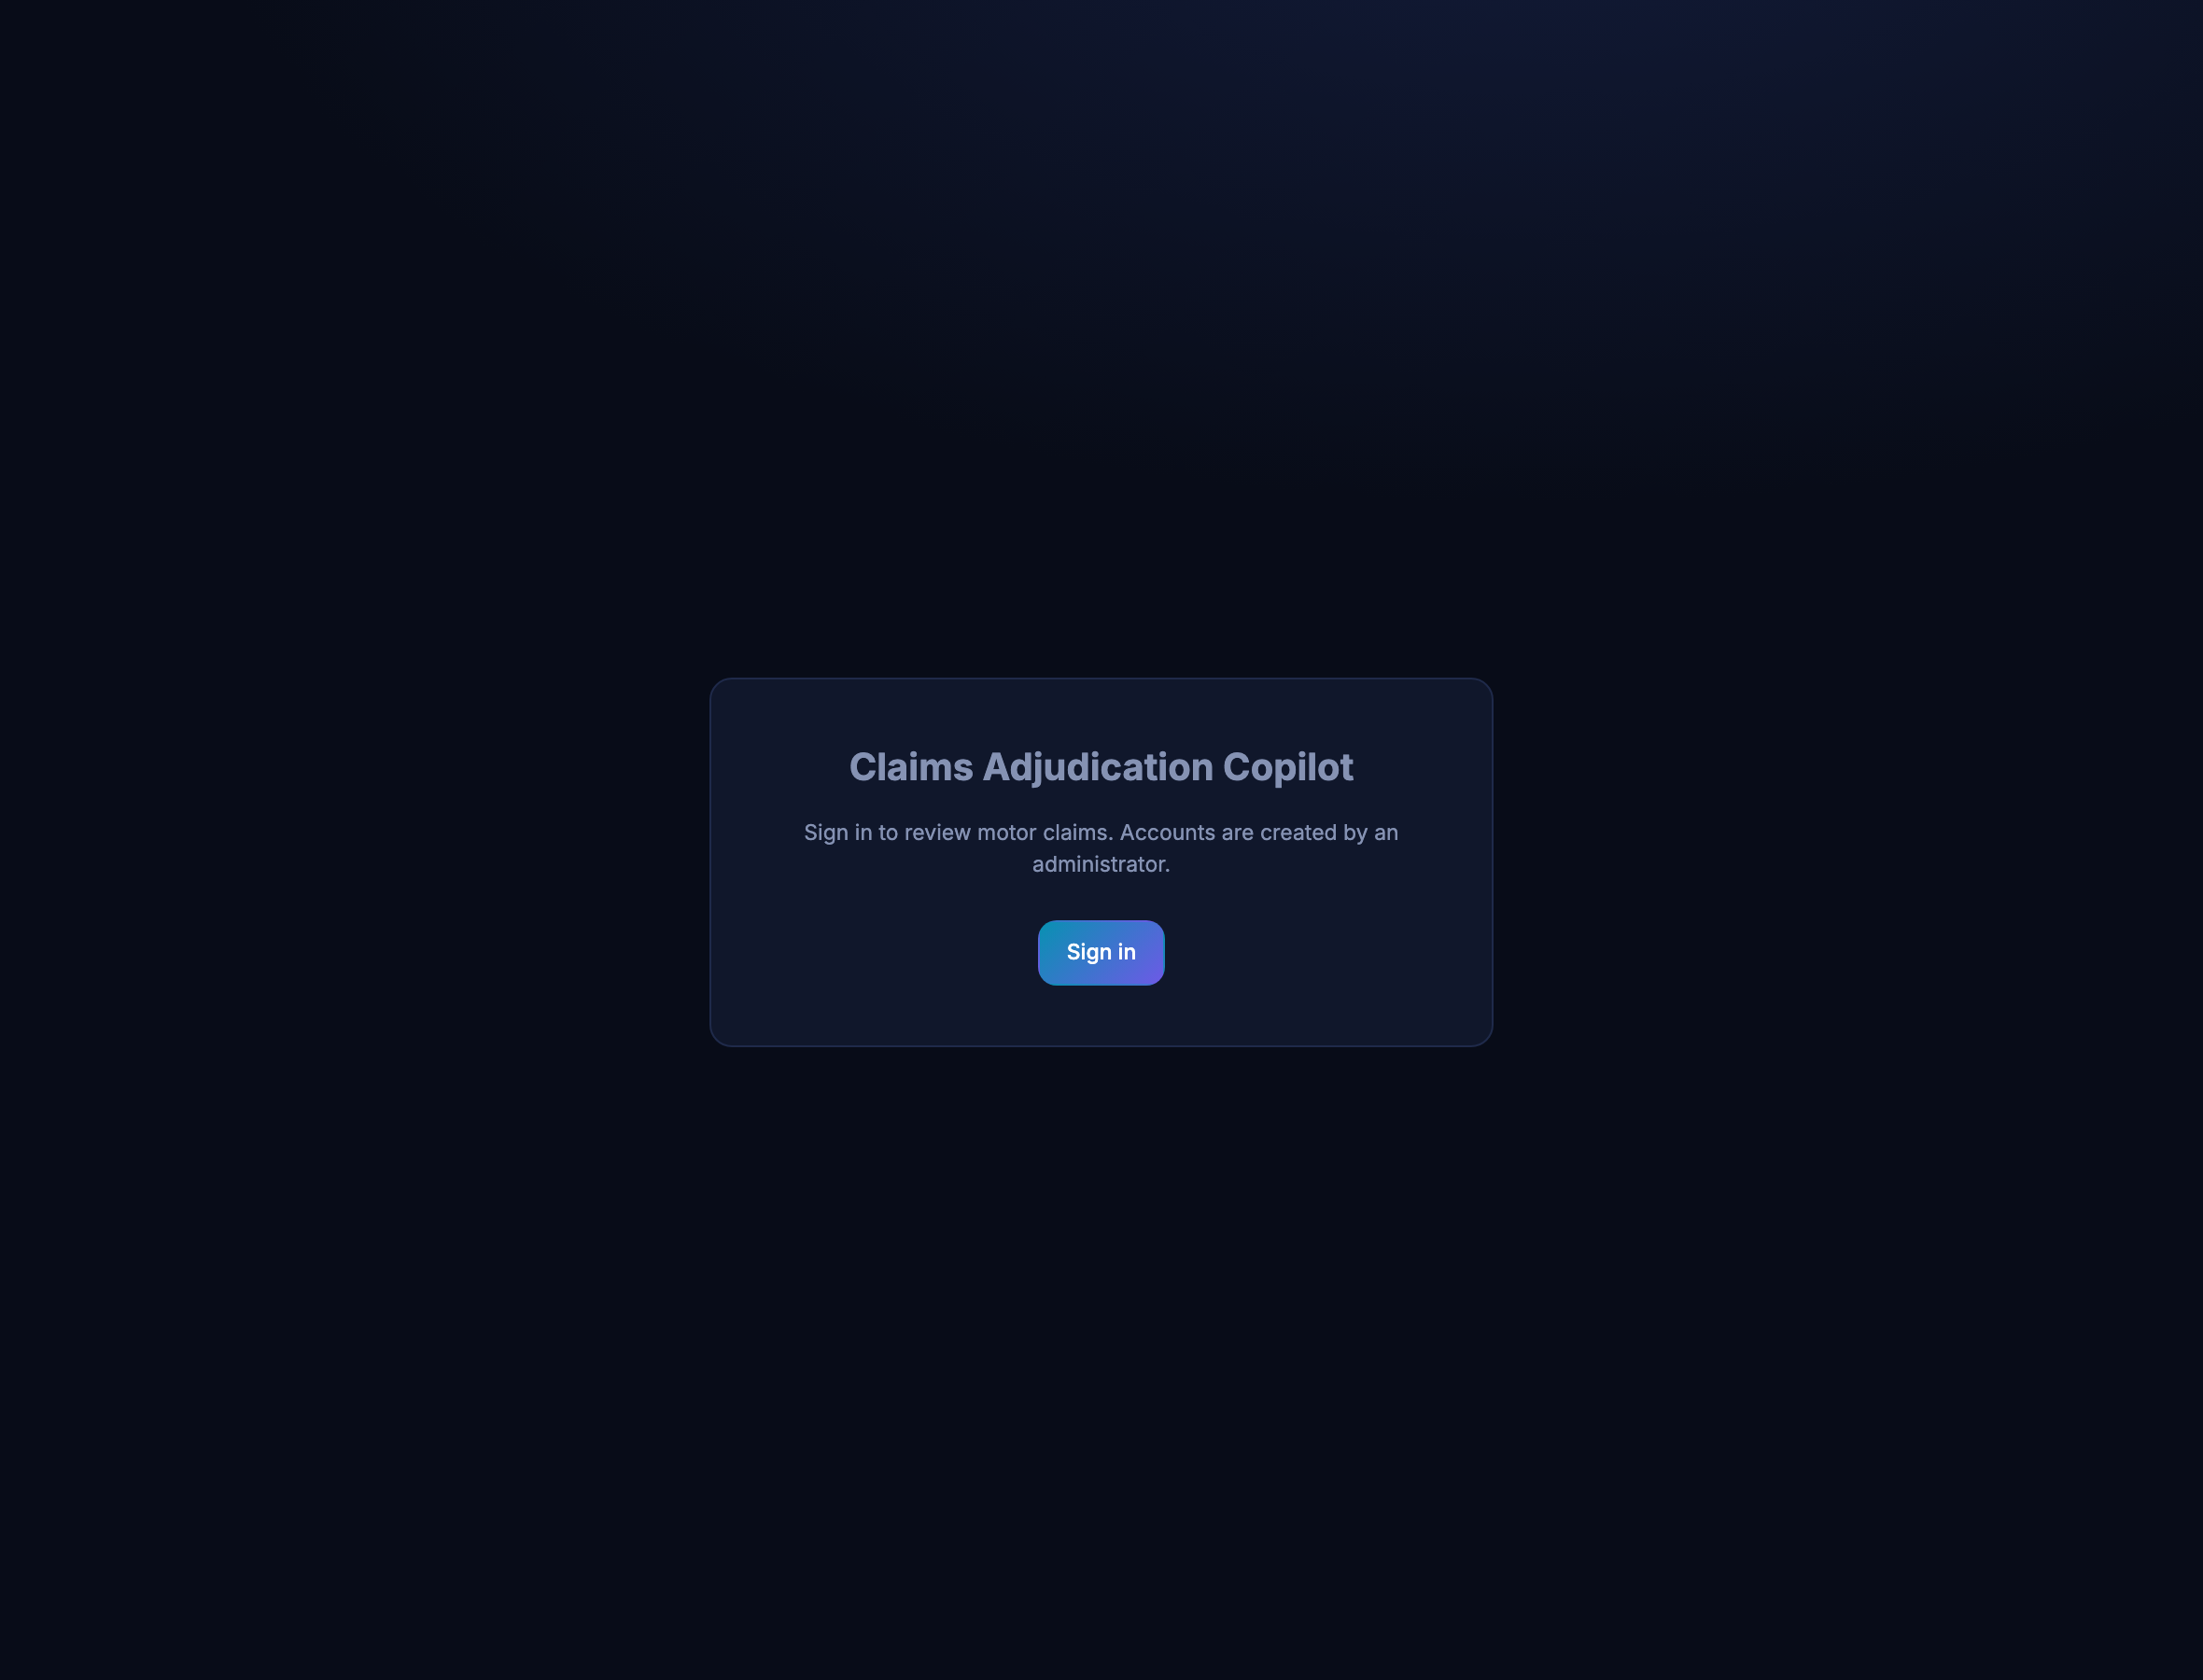 Claims Adjudication Copilot
Sign in to review motor claims. Accounts are created by an
administrator.
Sign in